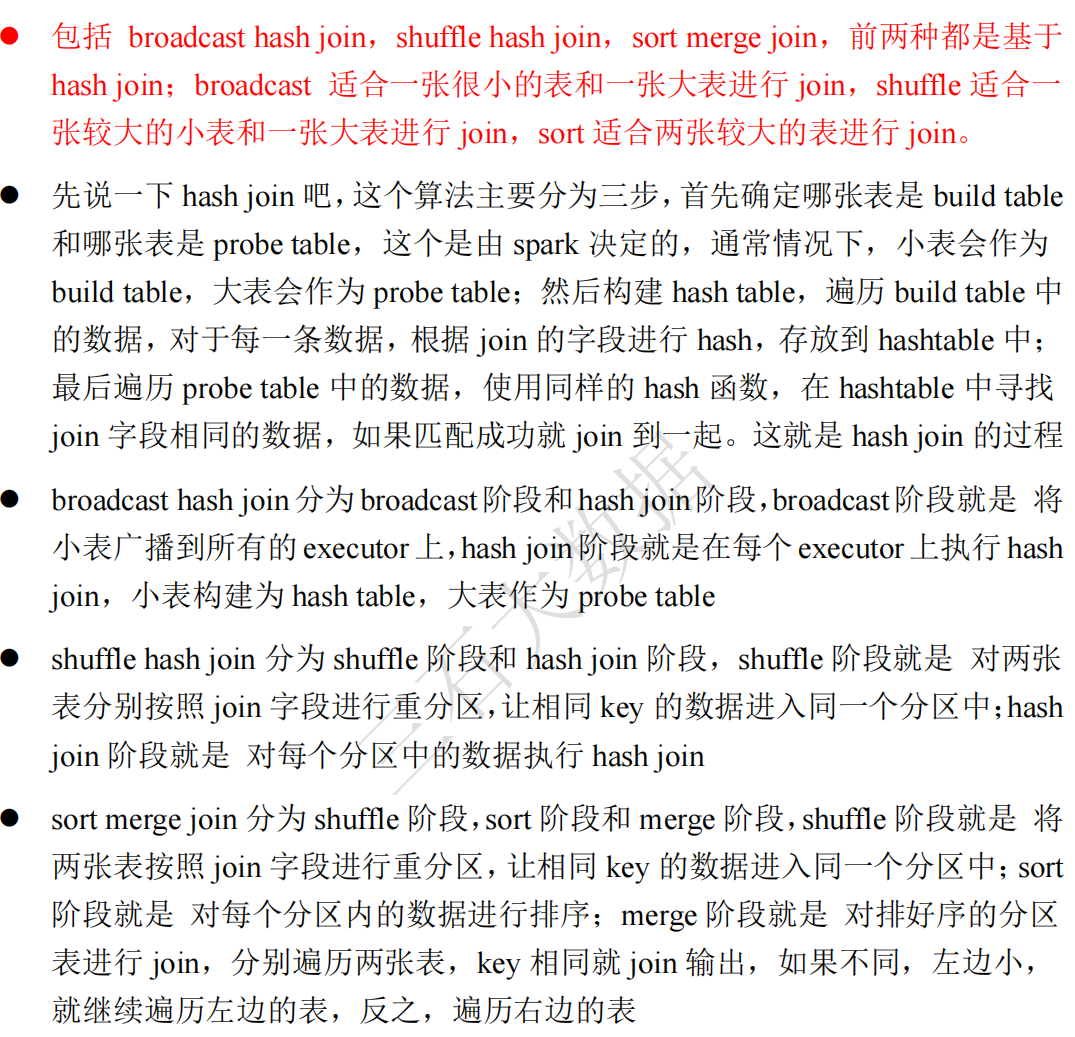 ● 包括 broadcast hash join，shuffle hash join，sort merge join，前两种都是基于
hash join；broadcast 适合一张很小的表和一张大表进行 join，shuffle 适合一
张较大的小表和一张大表进行 join，sort 适合两张较大的表进行 join。
● 先说一下 hash join 吧，这个算法主要分为三步，首先确定哪张表是 build table
和哪张表是 probe table，这个是由 spark 决定的，通常情况下，小表会作为
build table，大表会作为 probe table；然后构建 hash table，遍历 build table 中
的数据，对于每一条数据，根据 join 的字段进行 hash，存放到 hashtable 中；
最后遍历 probe table 中的数据，使用同样的 hash 函数，在 hashtable 中寻找
join 字段相同的数据，如果匹配成功就 join 到一起。这就是 hash join 的过程
● broadcast hash join 分为 broadcast 阶段和 hash join 阶段，broadcast 阶段就是 将
小表广播到所有的 executor 上，hash join 阶段就是在每个 executor 上执行 hash
join，小表构建为 hash table，大表作为 probe table
● shuffle hash join 分为 shuffle 阶段和 hash join 阶段，shuffle 阶段就是 对两张
表分别按照 join 字段进行重分区，让相同 key 的数据进入同一个分区中；hash
join 阶段就是 对每个分区中的数据执行 hash join
● sort merge join 分为 shuffle 阶段，sort 阶段和 merge 阶段，shuffle 阶段就是 将
两张表按照 join 字段进行重分区，让相同 key 的数据进入同一个分区中；sort
阶段就是 对每个分区内的数据进行排序；merge 阶段就是 对排好序的分区
表进行 join，分别遍历两张表，key 相同就 join 输出，如果不同，左边小，
就继续遍历左边的表，反之，遍历右边的表
三石大数据